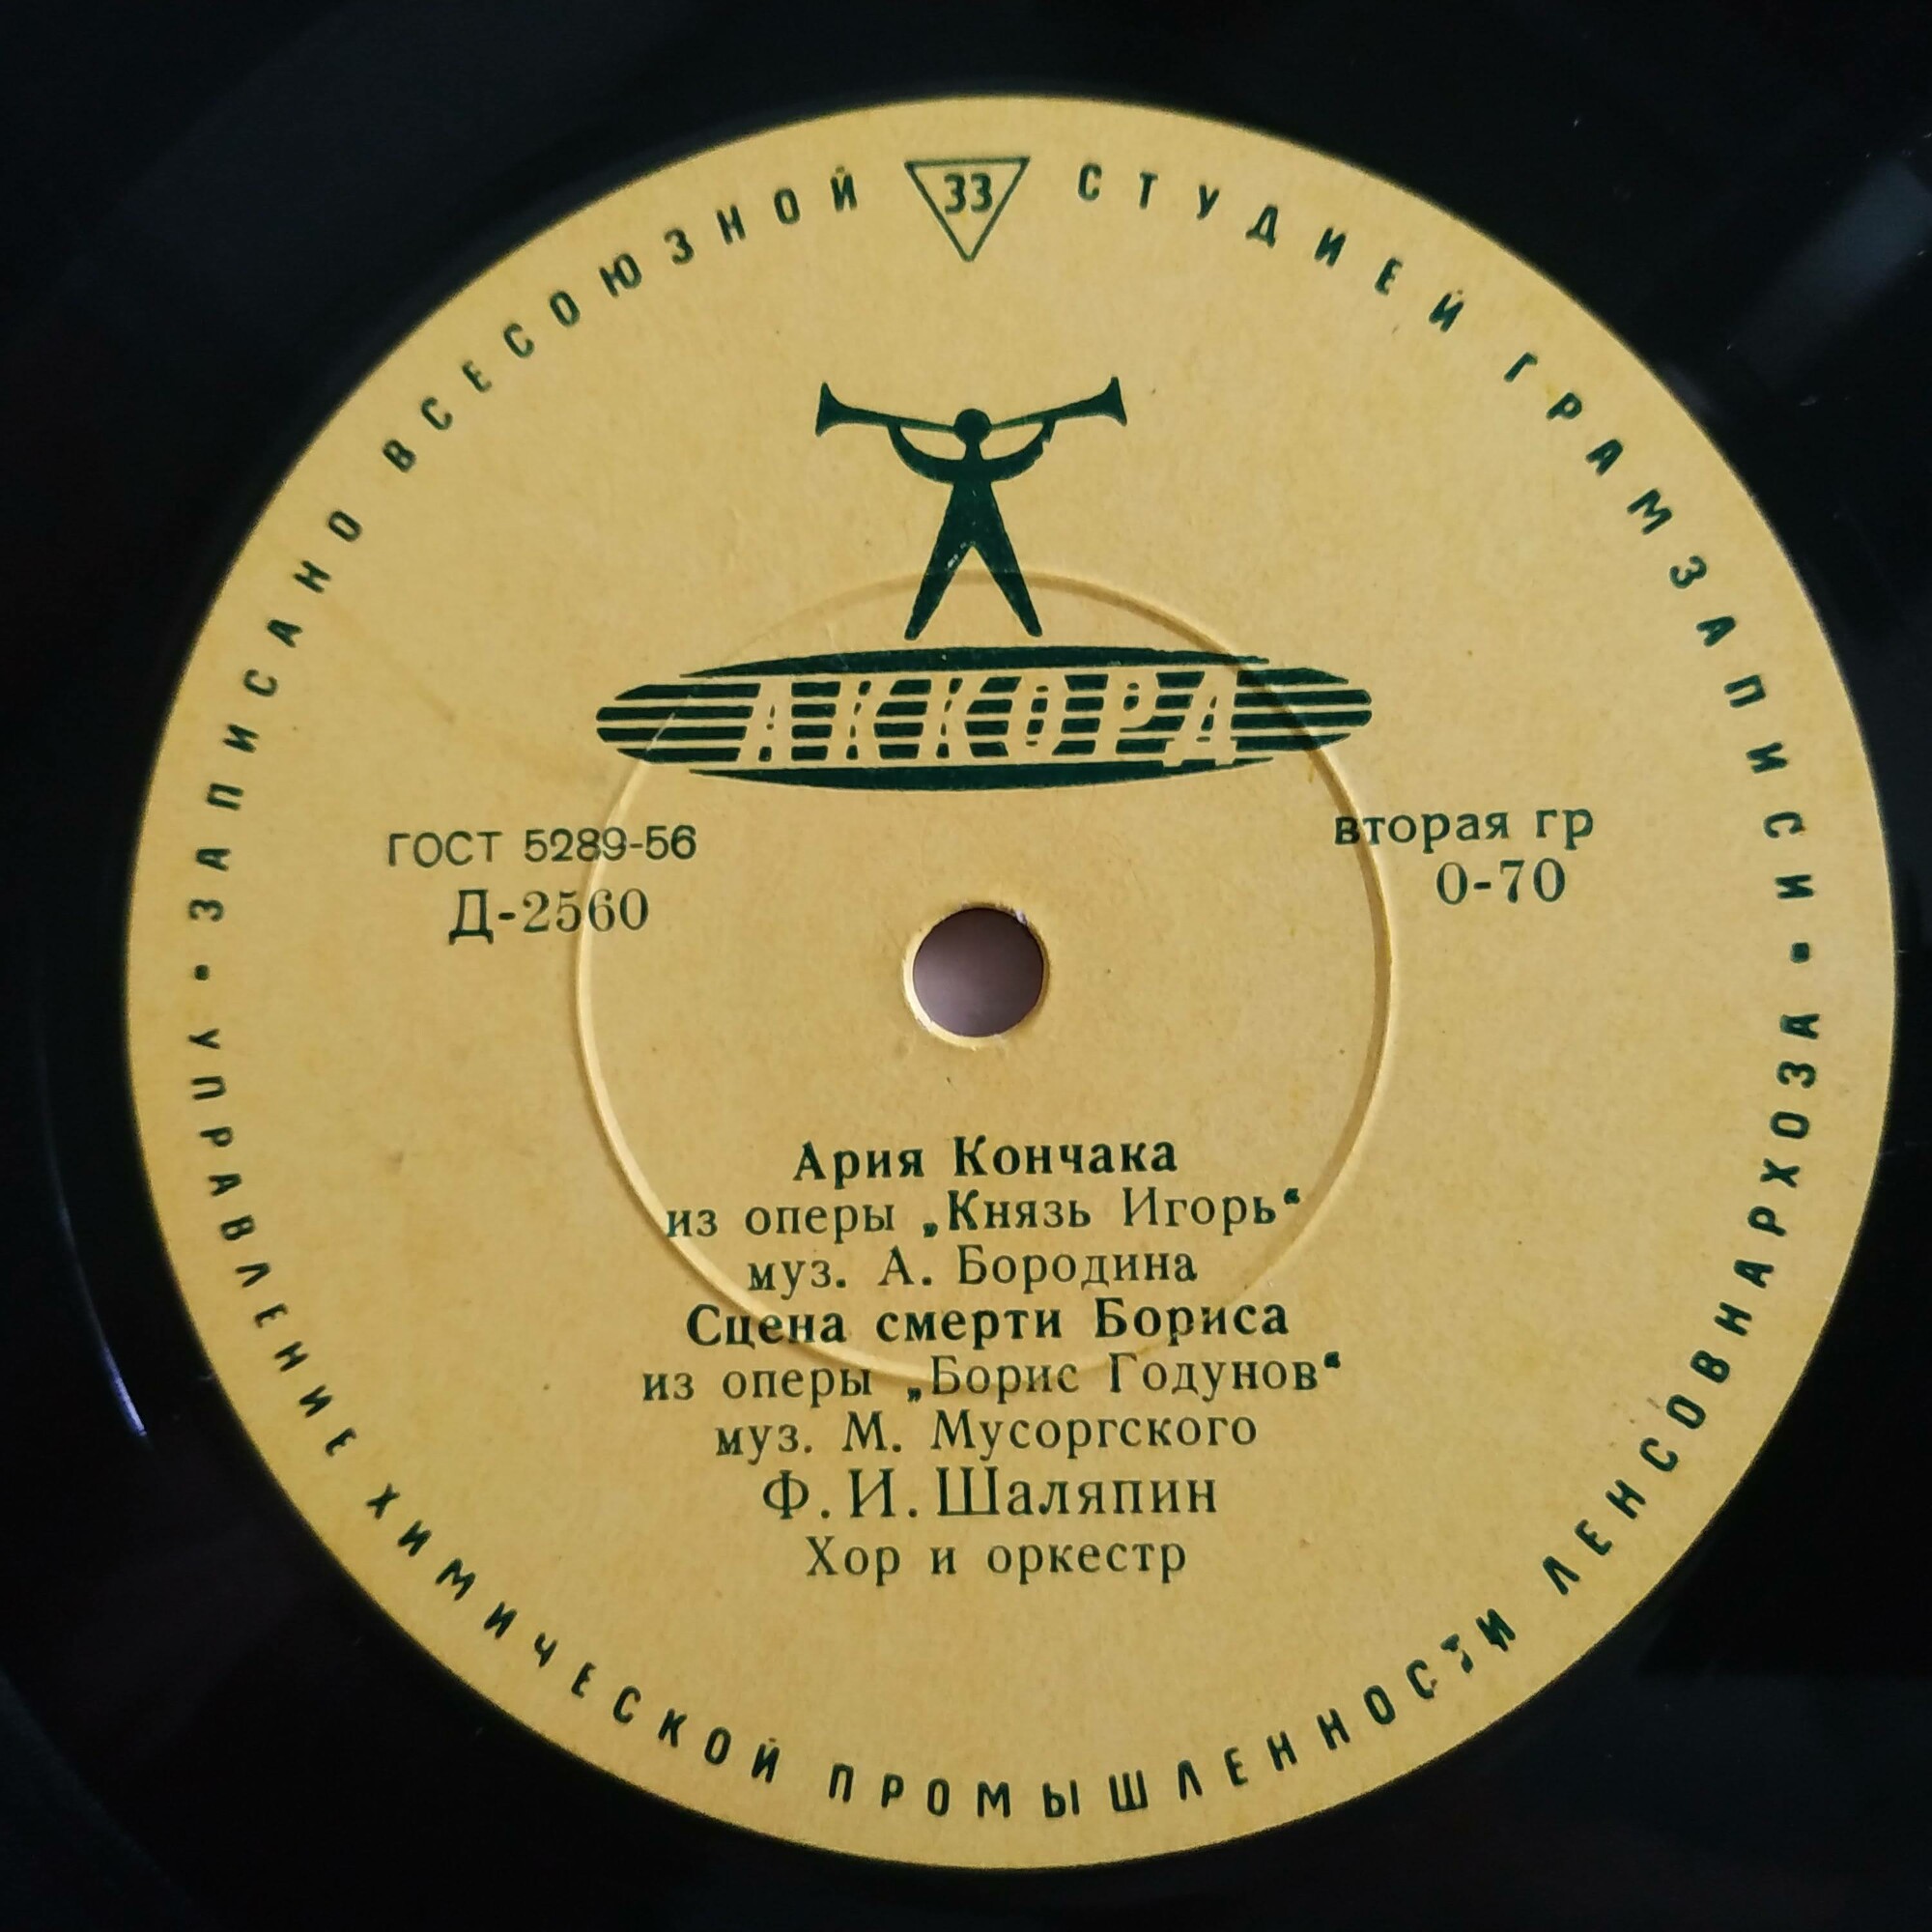 ЗАПИСАНО ВСЕСОЮЗНОЙ СТУДИЕЙ ГРАМЗАПИСИ •
33
АККОРД
ГОСТ 5289-56
Д-2560
вторая гр
0-70
Ария Кончака
из оперы „Князь Игорь“
муз. А. Бородина
Сцена смерти Бориса
из оперы „Борис Годунов“
муз. М. Мусоргского
Ф. И. Шаляпин
Хор и оркестр
• УПРАВЛЕНИЕ ХИМИЧЕСКОЙ ПРОМЫШЛЕННОСТИ ЛЕНСОВНАРХОЗА